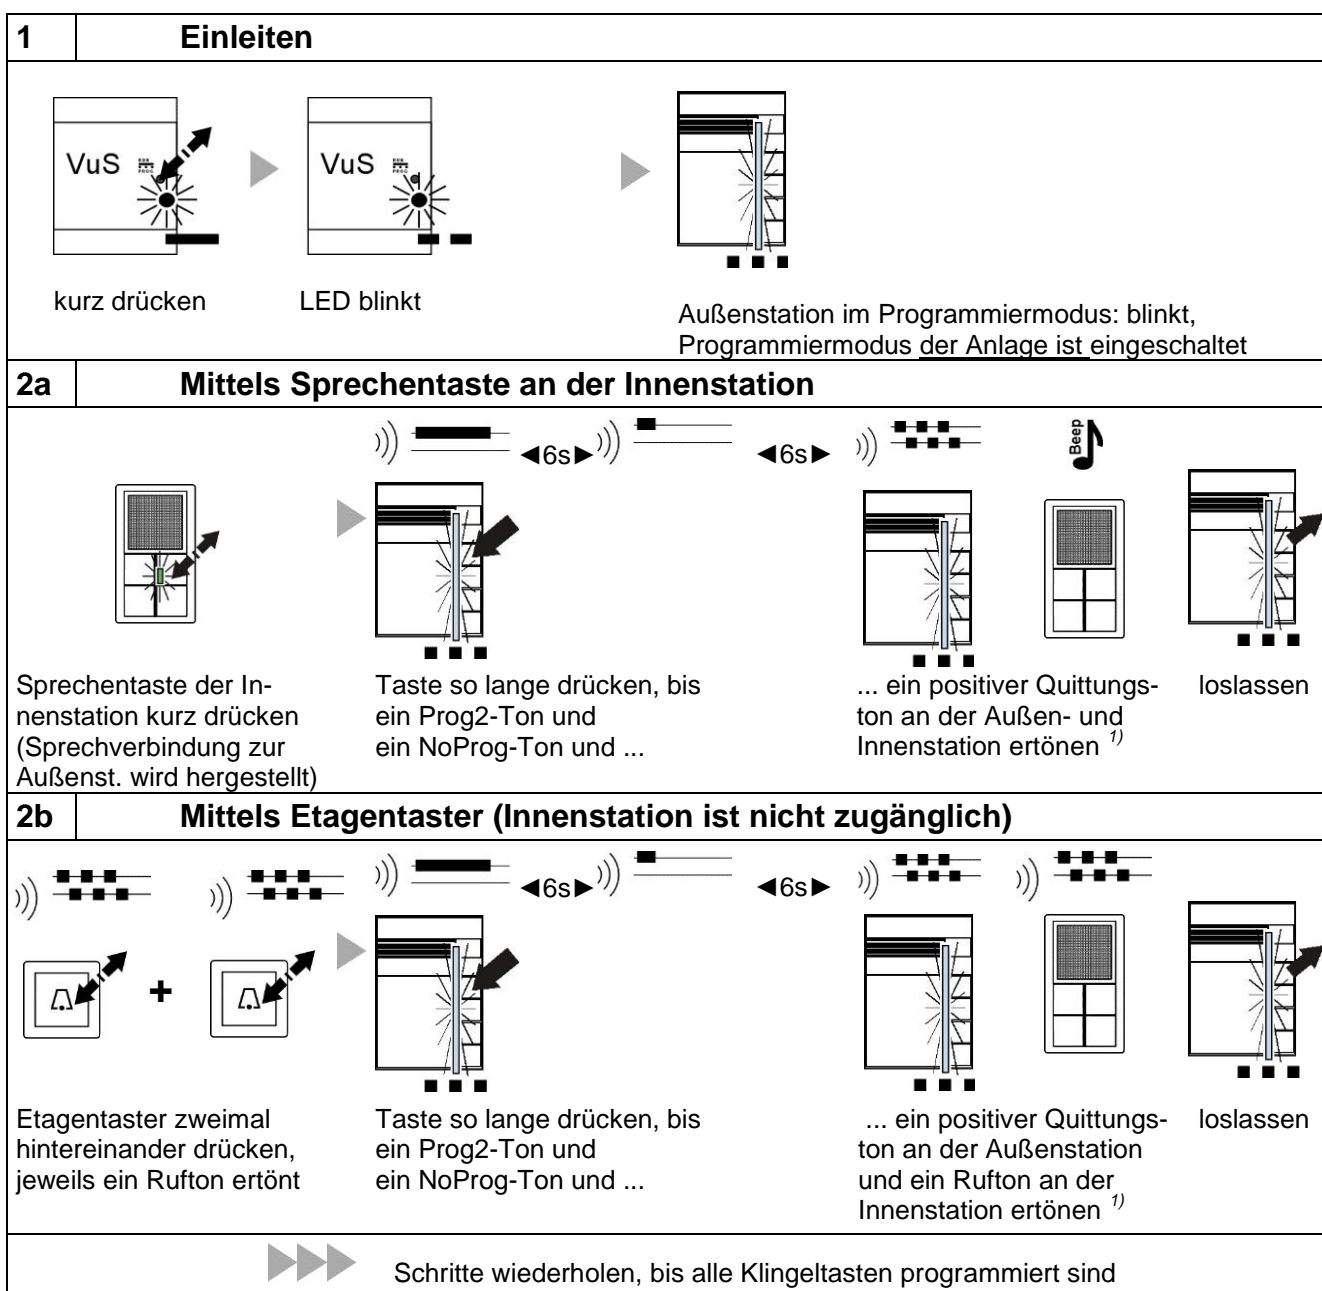 1 Einleiten
VuS PROG
VuS PROG
kurz drücken
LED blinkt
Außenstation im Programmiermodus: blinkt,
Programmiermodus der Anlage ist eingeschaltet
2a Mittels Sprechentaste an der Innenstation
◄6s►
◄6s►
Beep
Sprechentaste der In-
nenstation kurz drücken
(Sprechverbindung zur
Außenst. wird hergestellt)
Taste so lange drücken, bis
ein Prog2-Ton und
ein NoProg-Ton und ...
... ein positiver Quittungs-
ton an der Außen- und
Innenstation ertönen 1)
loslassen
2b Mittels Etagentaster (Innenstation ist nicht zugänglich)
◄6s►
◄6s►
+
Etagentaster zweimal
hintereinander drücken,
jeweils ein Rufton ertönt
Taste so lange drücken, bis
ein Prog2-Ton und
ein NoProg-Ton und ...
... ein positiver Quittungs-
ton an der Außenstation
und ein Rufton an der
Innenstation ertönen 1)
loslassen
Schritte wiederholen, bis alle Klingeltasten programmiert sind